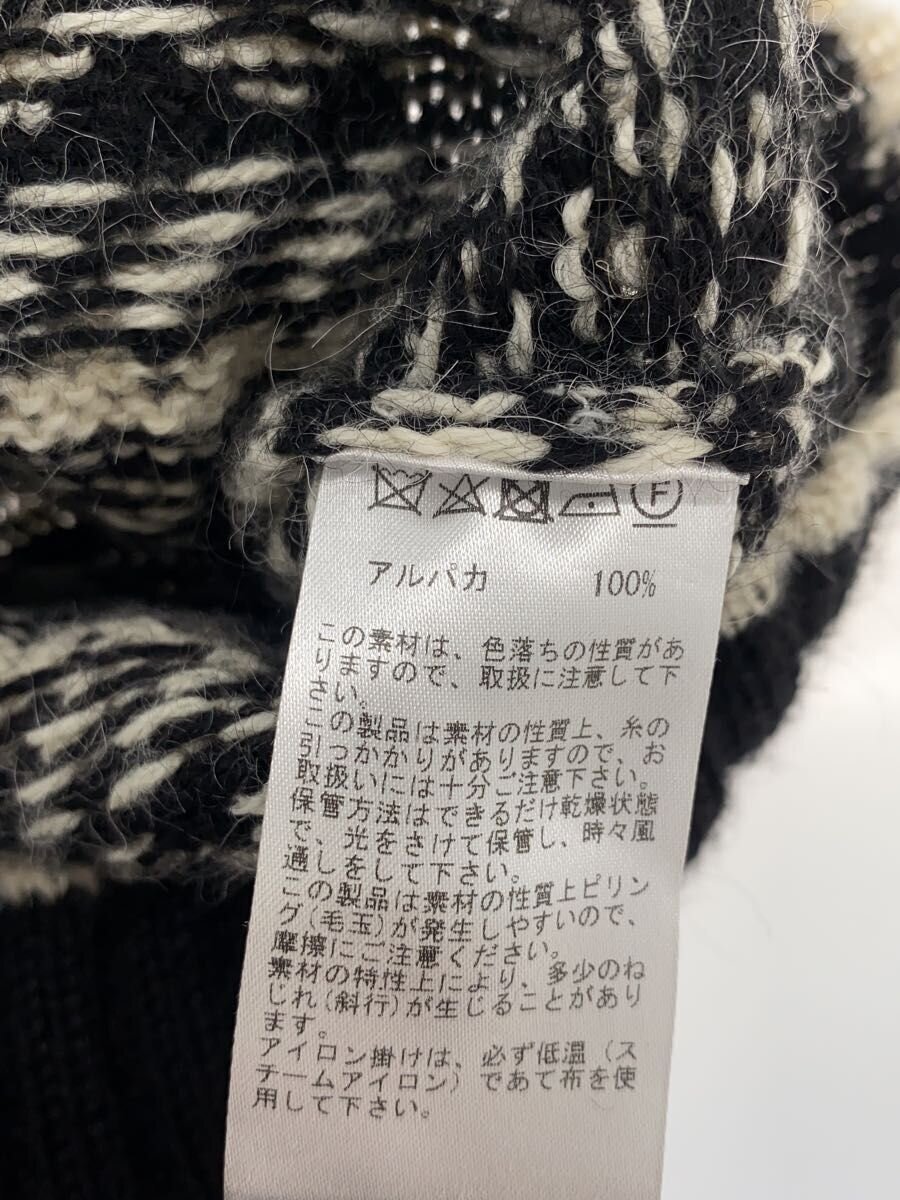 F
アルパカ 100%
この素材は、色落ちの性質があ
りますので、取扱に注意して下
さい。
この製品は素材の性質上、糸の
引っかかりがありますので、お
取扱いには十分ご注意下さい。
保管方法はできるだけ乾燥状態
で、光をさけて保管し、時々風
通しをして下さい。
この製品は素材の性質上ピリン
グ(毛玉)が発生しやすいので、
摩擦にご注意ください。
素材の特性上により、多少のね
じれ(斜行)が生じることがあり
ます。
アイロン掛けは、必ず低温(ス
チームアイロン)であて布を使
用して下さい。